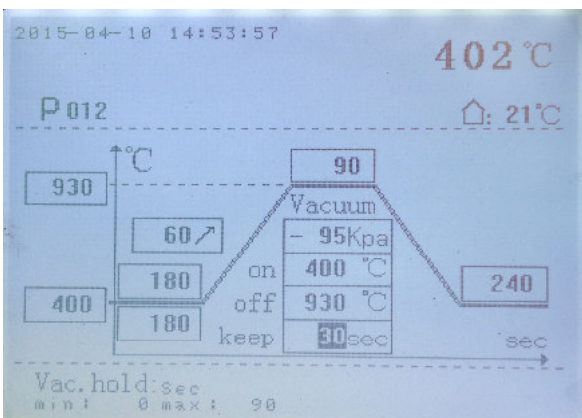 2015-04-10 14:53:57
402℃
P012
⌂: 21℃
℃
90
930
Vacuum
60↗
- 95Kpa
180
on 400 ℃
240
400
off 930 ℃
180
keep 30sec
sec
Vac.hold:sec
min: 0 max: 90